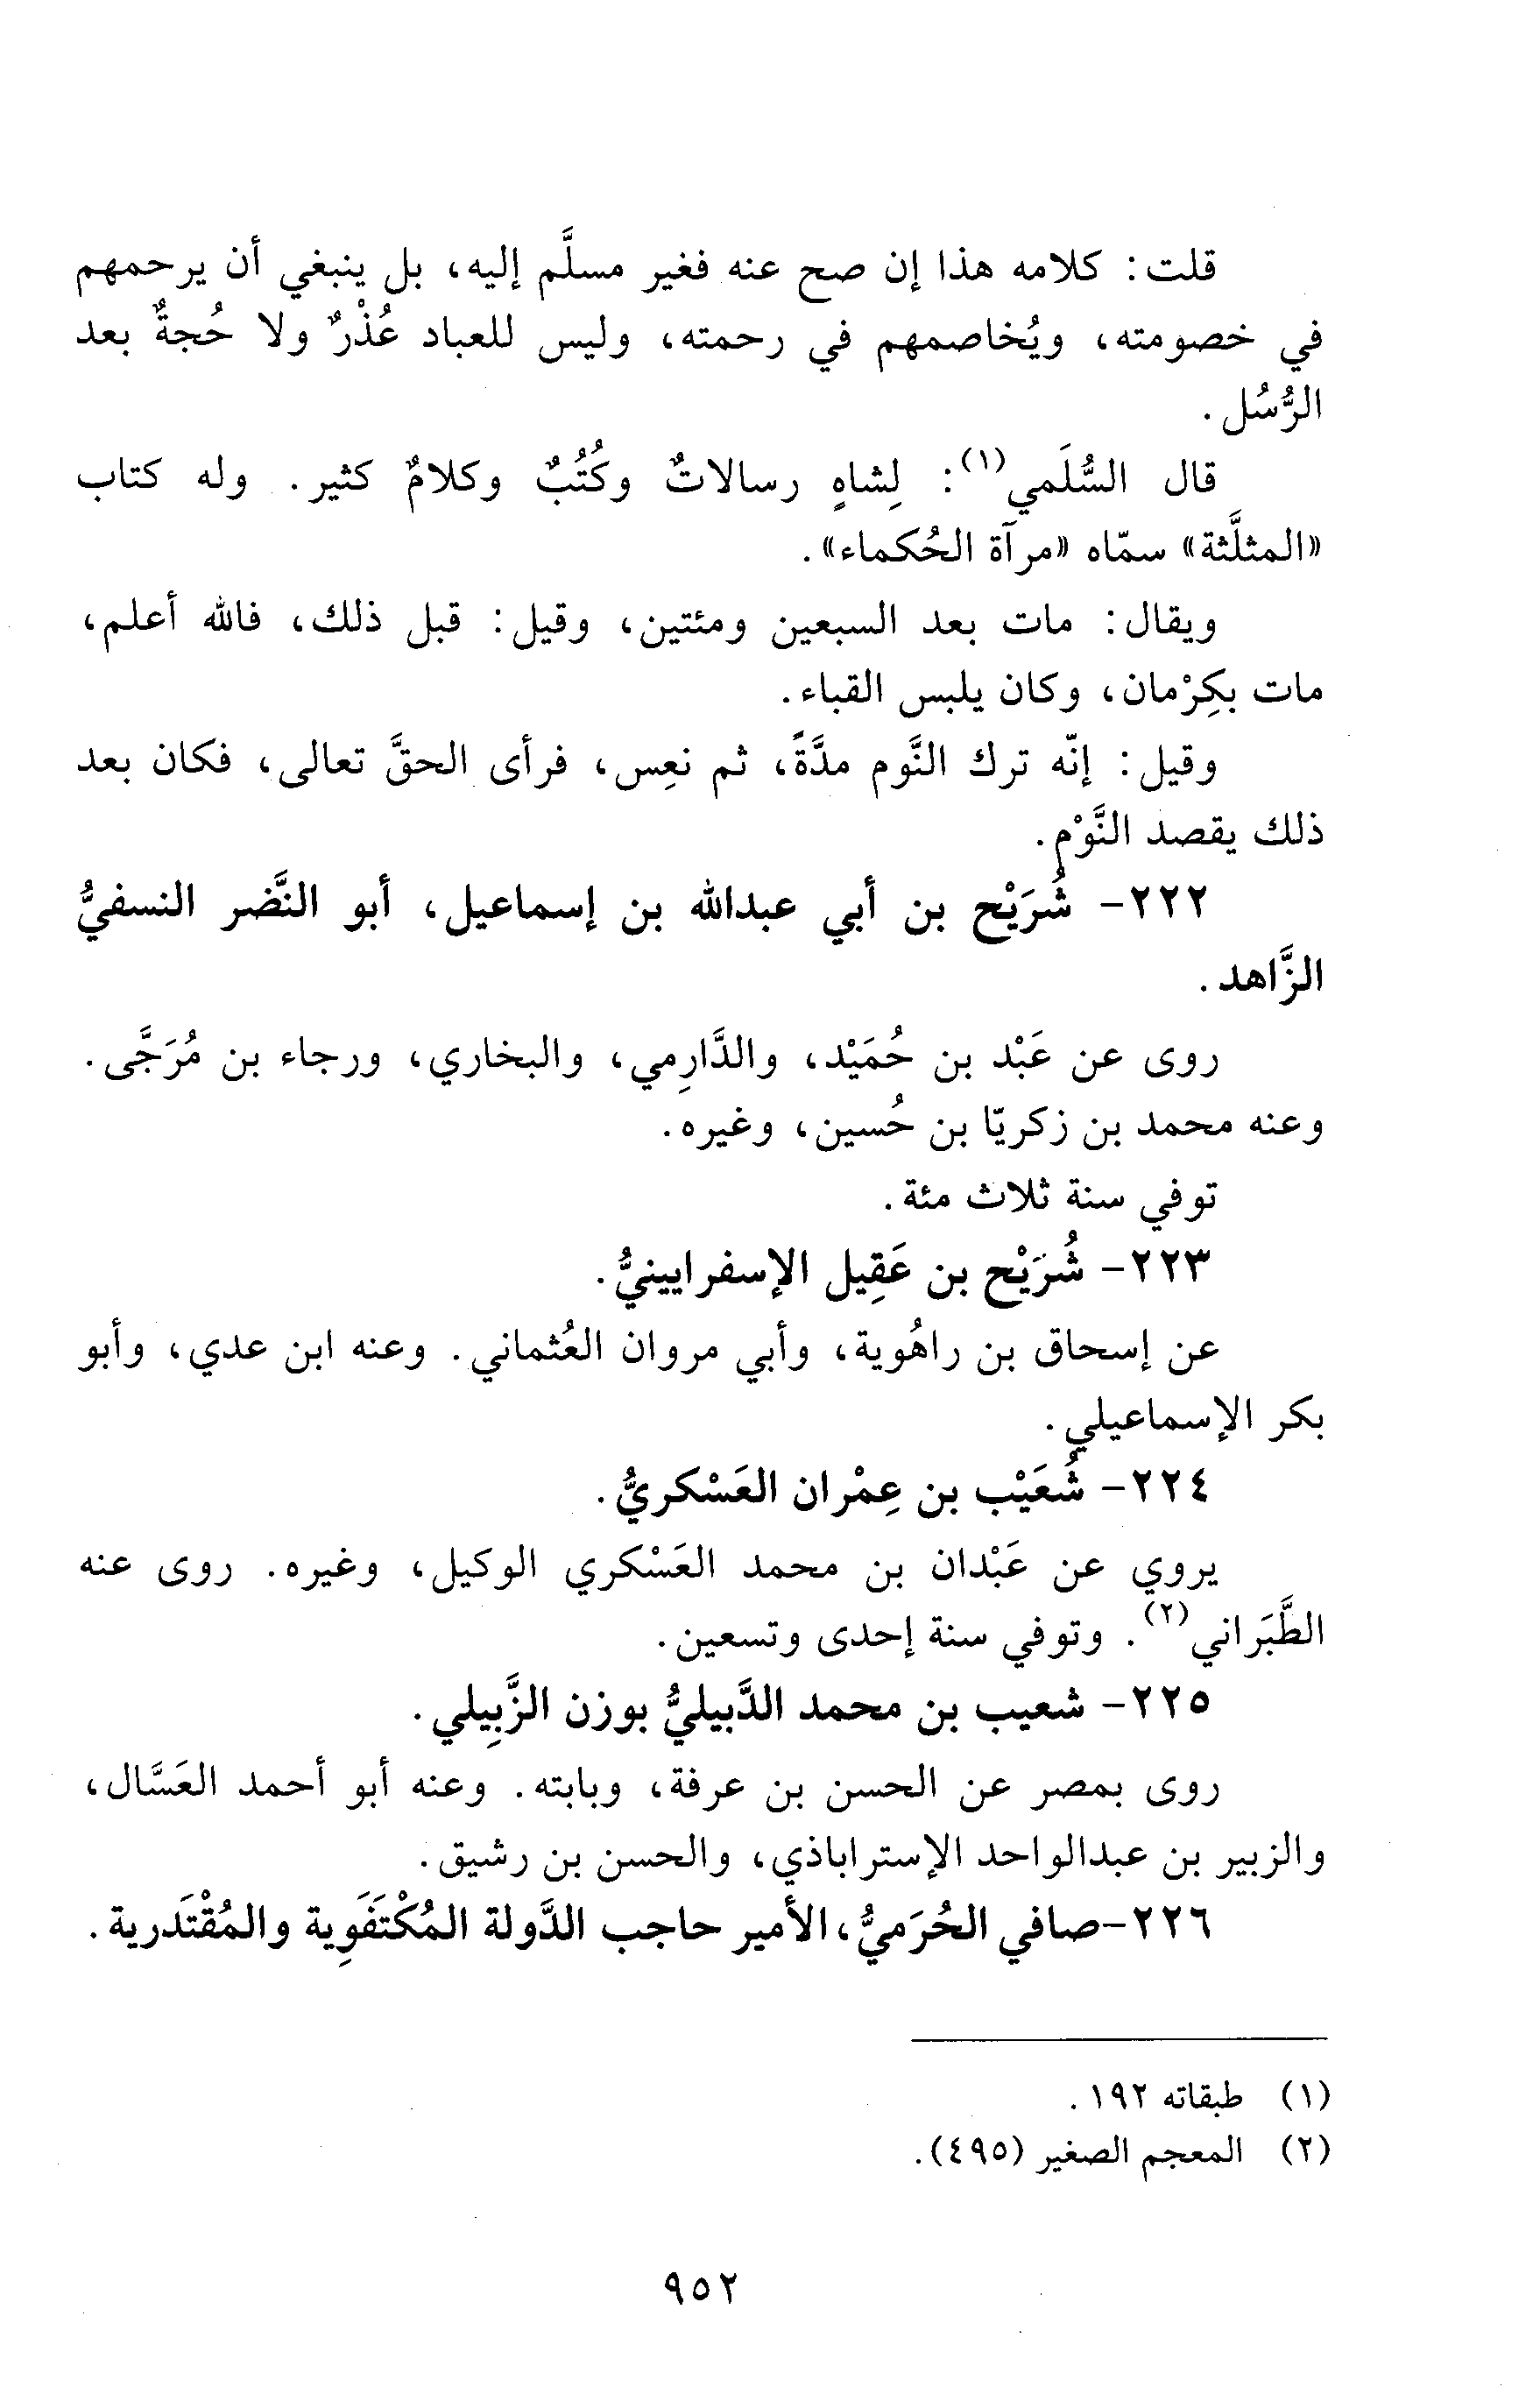 قلت: كلامه هذا إن صح عنه فغير مسلَّم إليه، بل ينبغي أن يرحمهم
في خصومته، ويُخاصمهم في رحمته، وليس للعباد عُذْرٌ ولا حُجةٌ بعد
الرُّسُل.
قال السُّلَمي(١): لِشاهٍ رسالاتٌ وكُتُبٌ وكلامٌ كثير. وله كتاب
«المثلَّثة» سمّاه «مرآة الحُكماء».
ويقال: مات بعد السبعين ومئتين، وقيل: قبل ذلك، فالله أعلم،
مات بكِرْمان، وكان يلبس القباء.
وقيل: إنّه ترك النَّوم مدَّةً، ثم نعِس، فرأى الحقَّ تعالى، فكان بعد
ذلك يقصد النَّوْم.
٢٢٢- شُرَيْح بن أبي عبدالله بن إسماعيل، أبو النَّضر النسفيُّ
الزَّاهد.
روى عن عَبْد بن حُمَيْد، والدَّارِمي، والبخاري، ورجاء بن مُرَجَّى.
وعنه محمد بن زكريّا بن حُسين، وغيره.
توفي سنة ثلاث مئة.
٢٢٣- شُرَيْح بن عَقِيل الإسفرايينيُّ.
عن إسحاق بن راهُوية، وأبي مروان العُثماني. وعنه ابن عدي، وأبو
بكر الإسماعيلي.
٢٢٤- شُعَيْب بن عِمْران العَسْكريُّ.
يروي عن عَبْدان بن محمد العَسْكري الوكيل، وغيره. روى عنه
الطَّبَراني(٢). وتوفي سنة إحدى وتسعين.
٢٢٥- شعيب بن محمد الدَّبيليُّ بوزن الزَّبِيلي.
روى بمصر عن الحسن بن عرفة، وبابته. وعنه أبو أحمد العَسَّال،
والزبير بن عبدالواحد الإستراباذي، والحسن بن رشيق.
٢٢٦-صافي الحُرَميُّ، الأمير حاجب الدَّولة المُكْتَفَوِية والمُقْتَدرية.
(١) طبقاته ١٩٢.
(٢) المعجم الصغير (٤٩٥).
٩٥٢